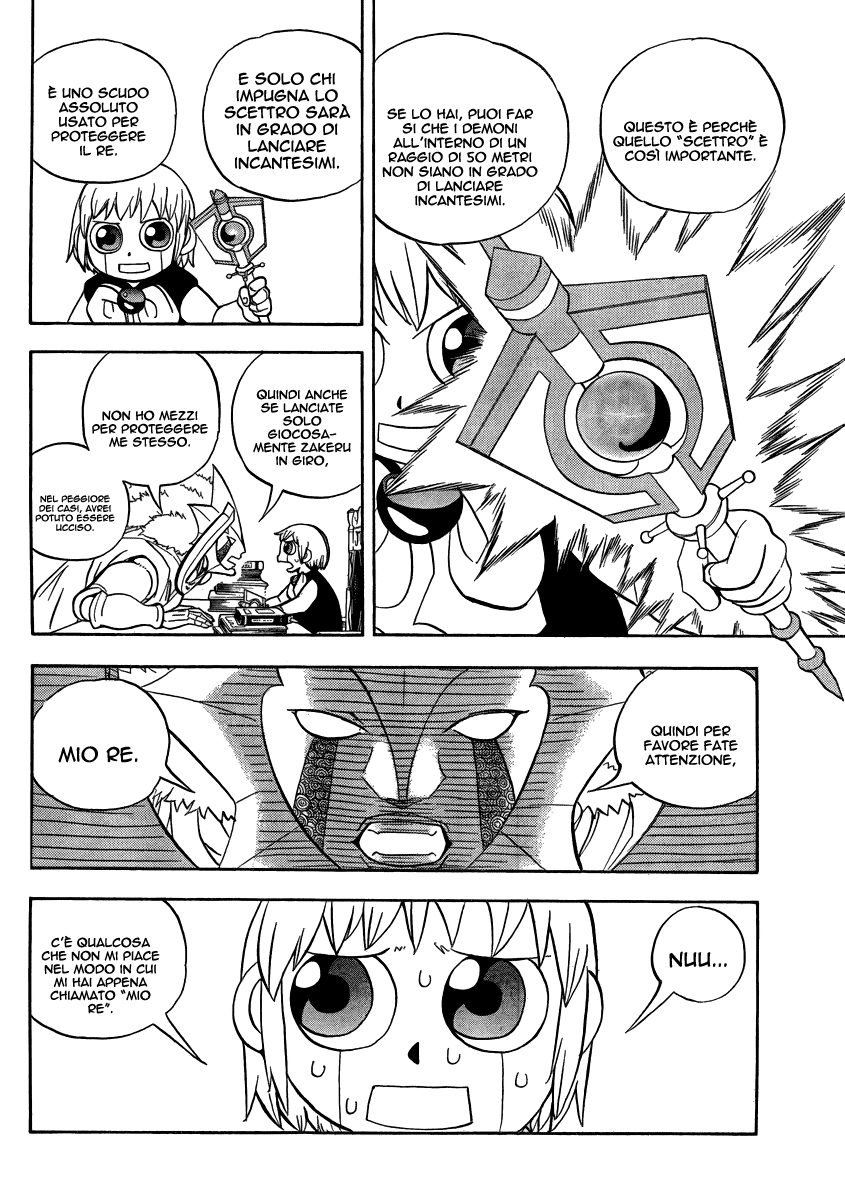 QUESTO È PERCHÈ
QUELLO "SCETTRO" È
COSÌ IMPORTANTE.
SE LO HAI, PUOI FAR
SI CHE I DEMONI
ALL'INTERNO DI UN
RAGGIO DI 50 METRI
NON SIANO IN GRADO
DI LANCIARE
INCANTESIMI.
E SOLO CHI
IMPUGNA LO
SCETTRO SARÀ
IN GRADO DI
LANCIARE
INCANTESIMI.
È UNO SCUDO
ASSOLUTO
USATO PER
PROTEGGERE
IL RE.
QUINDI ANCHE
SE LANCIATE
SOLO
GIOCOSA-
MENTE ZAKERU
IN GIRO,
NON HO MEZZI
PER PROTEGGERE
ME STESSO.
NEL PEGGIORE
DEI CASI, AVREI
POTUTO ESSERE
UCCISO.
QUINDI PER
FAVORE FATE
ATTENZIONE,
MIO RE.
NUU...
C'È QUALCOSA
CHE NON MI PIACE
NEL MODO IN CUI
MI HAI APPENA
CHIAMATO "MIO
RE".